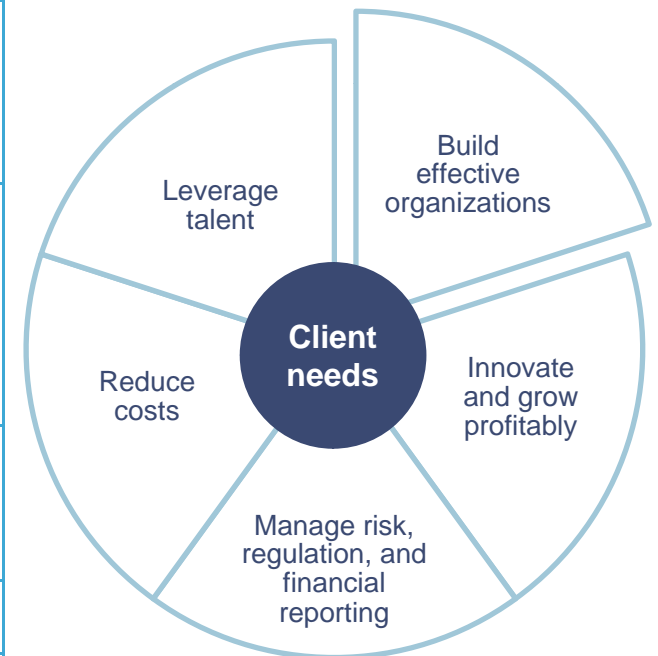 Build
effective
organizations
Leverage
talent
Client
needs
Innovate
and grow
profitably
Reduce
costs
Manage risk,
regulation, and
financial
reporting